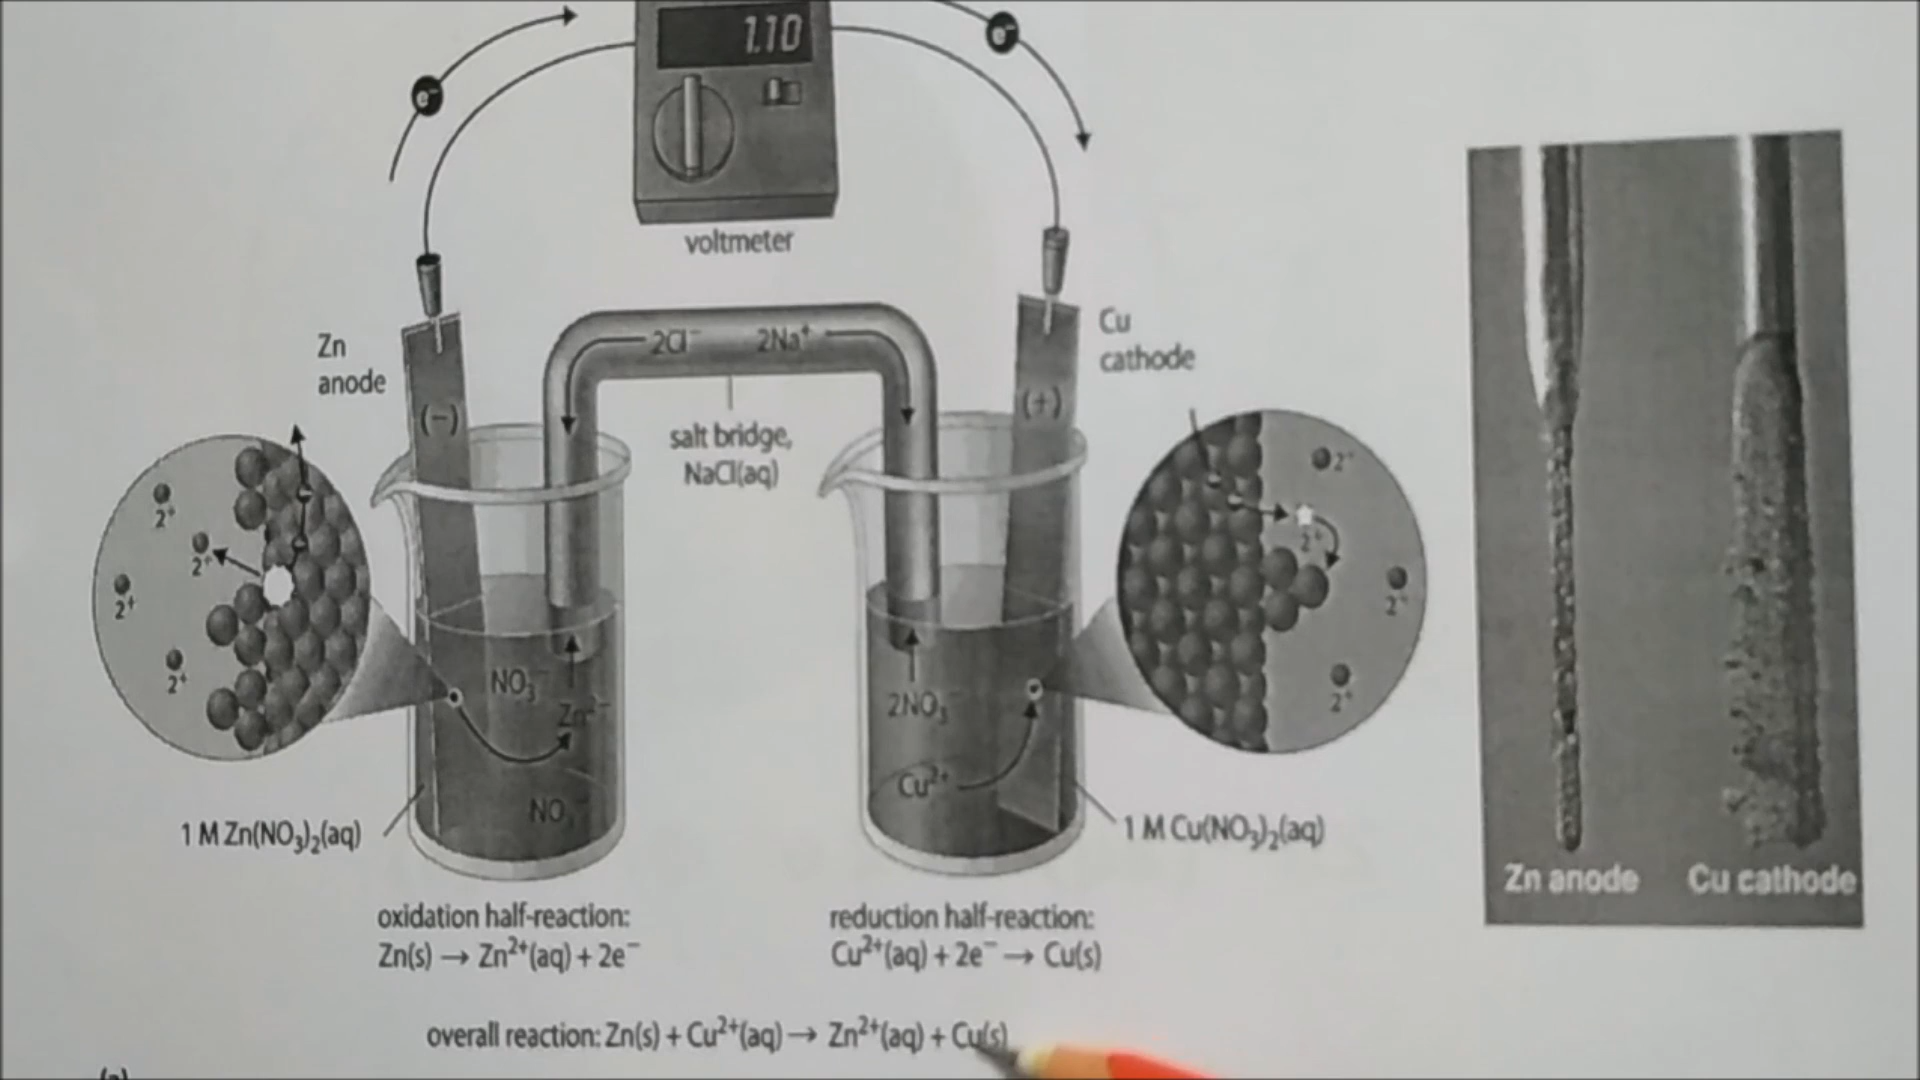 1.10
e⁻
e⁻
voltmeter
Zn
anode
(−)
2Cl⁻
2Na⁺
salt bridge,
NaCl(aq)
Cu
cathode
(+)
2⁺
2⁺
2⁺
2⁺
2⁺
2⁺
2⁺
2⁺
NO₃⁻
NO₃⁻
2NO₃⁻
Cu²⁺
1 M Zn(NO₃)₂(aq)
1 M Cu(NO₃)₂(aq)
Zn anode
Cu cathode
oxidation half-reaction:
Zn(s) → Zn²⁺(aq) + 2e⁻
reduction half-reaction:
Cu²⁺(aq) + 2e⁻ → Cu(s)
overall reaction: Zn(s) + Cu²⁺(aq) → Zn²⁺(aq) + Cu(s)